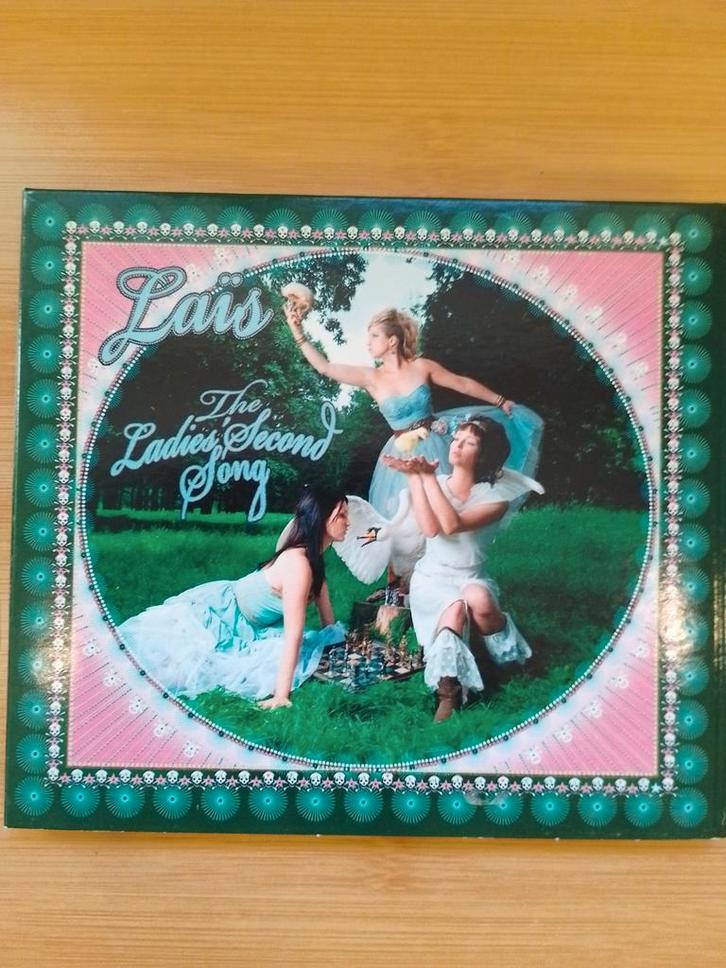 Laïs
The
Ladies' Second
Song